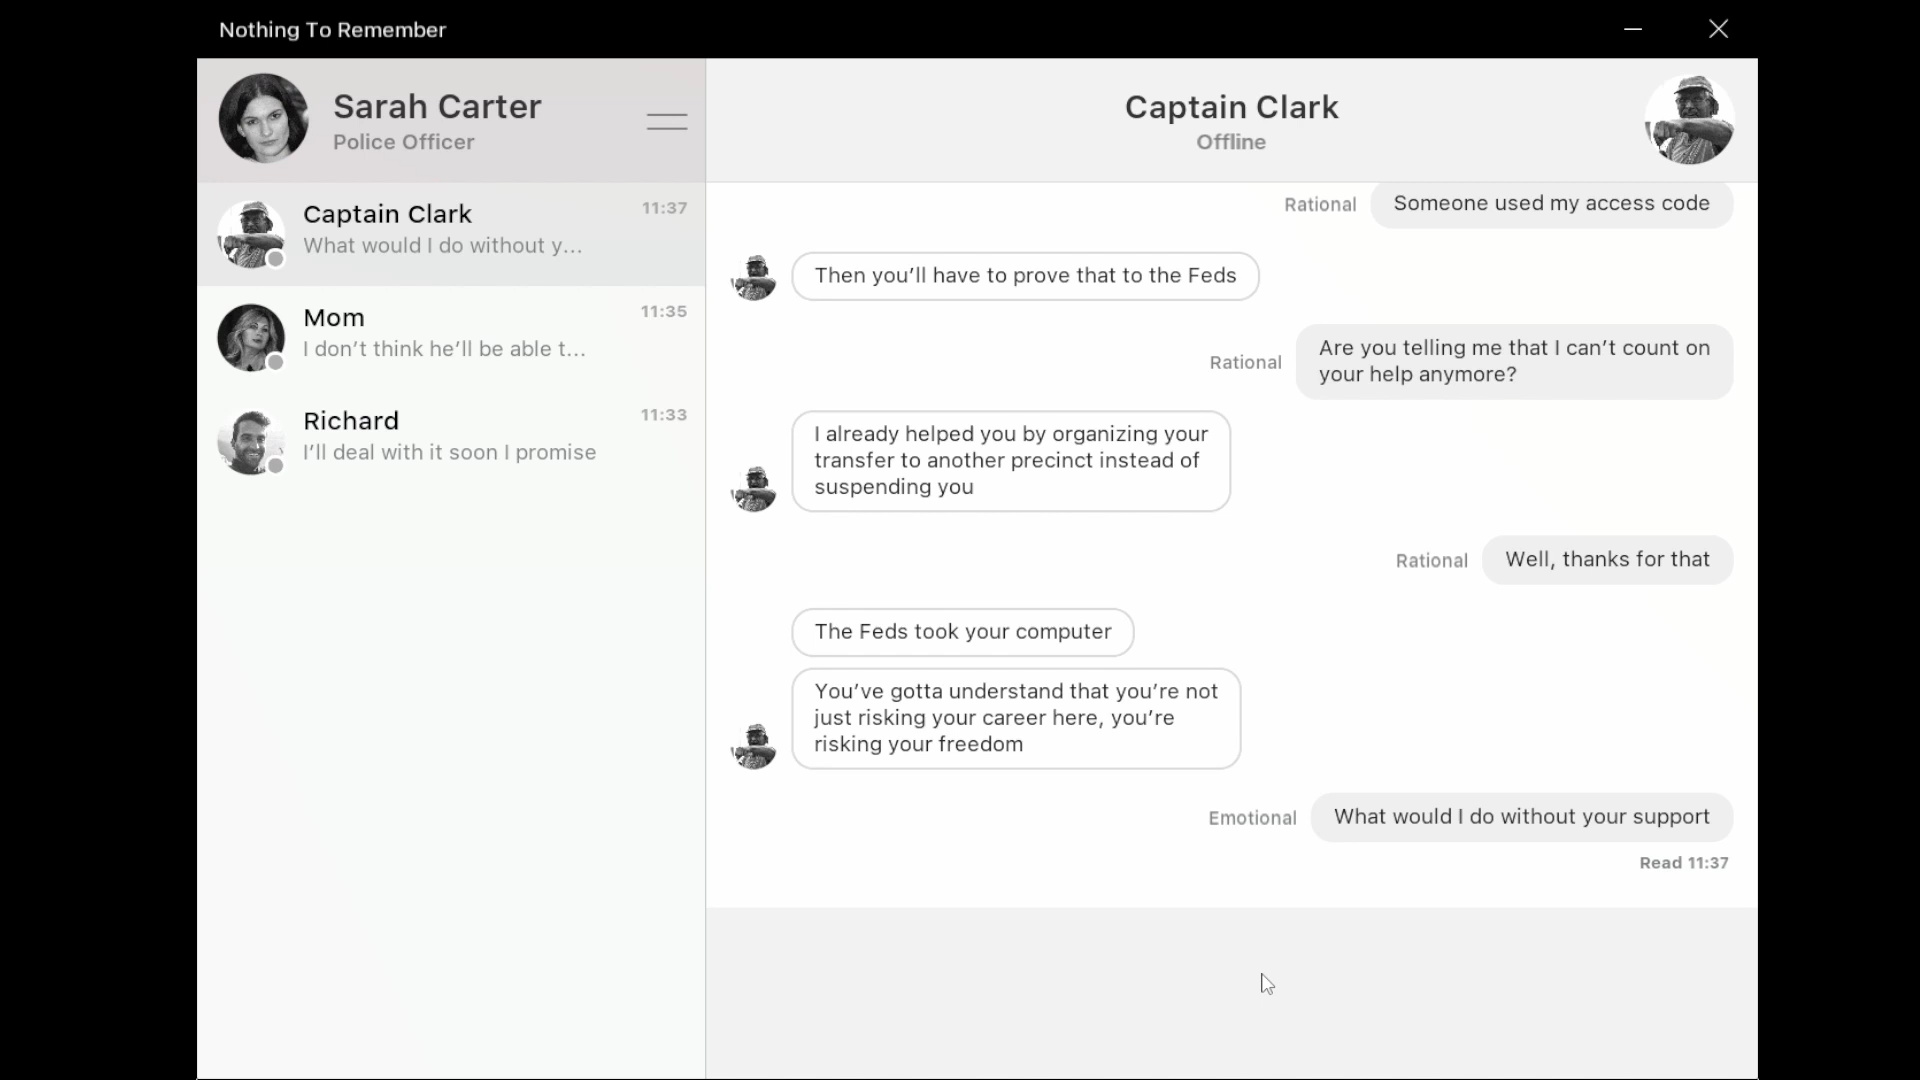 Nothing To Remember
Sarah Carter
Police Officer
Captain Clark
11:37
What would I do without y...
Mom
11:35
I don’t think he’ll be able t...
Richard
11:33
I’ll deal with it soon I promise
Captain Clark
Offline
Rational
Someone used my access code
Then you’ll have to prove that to the Feds
Rational
Are you telling me that I can’t count on
your help anymore?
I already helped you by organizing your
transfer to another precinct instead of
suspending you
Rational
Well, thanks for that
The Feds took your computer
You’ve gotta understand that you’re not
just risking your career here, you’re
risking your freedom
Emotional
What would I do without your support
Read 11:37